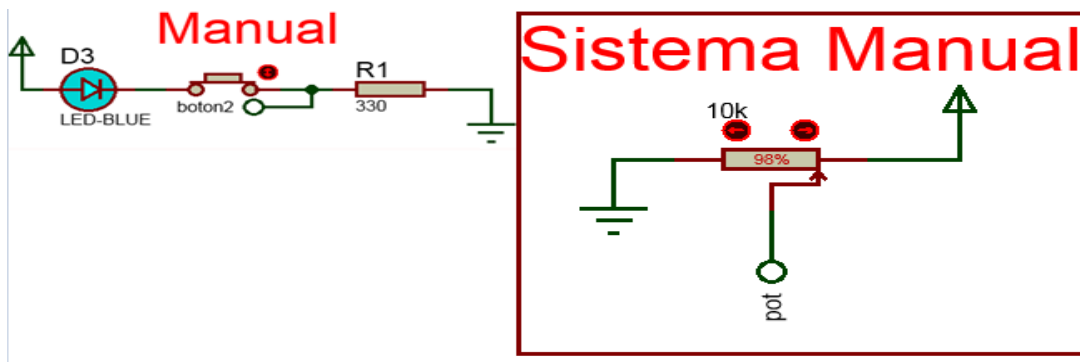 Manual
D3
LED-BLUE
boton2
R1
330
Sistema Manual
10k
98%
pot